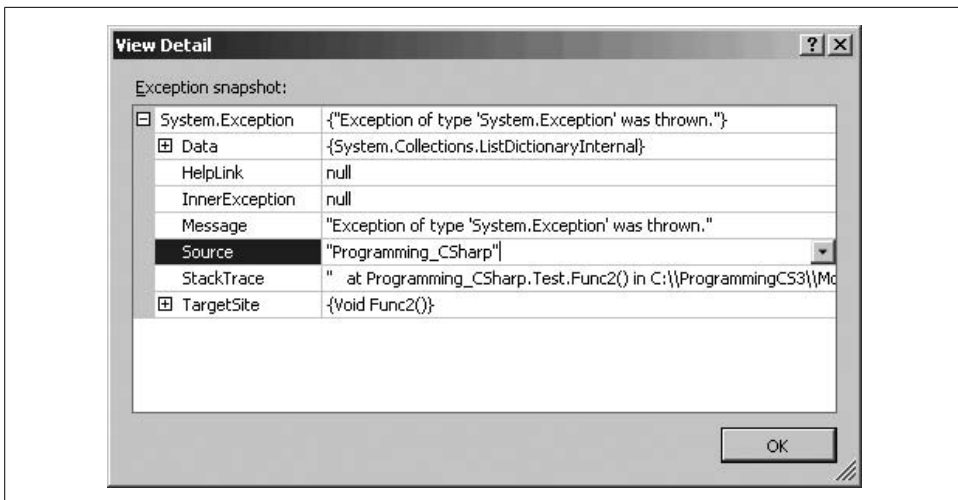 View Detail
Exception snapshot:
System.Exception {"Exception of type 'System.Exception' was thrown."}
Data {System.Collections.ListDictionaryInternal}
HelpLink null
InnerException null
Message "Exception of type 'System.Exception' was thrown."
Source "Programming_CSharp"
StackTrace "   at Programming_CSharp.Test.Func2() in C:\\ProgrammingCS3\\Mo
TargetSite {Void Func2()}
OK